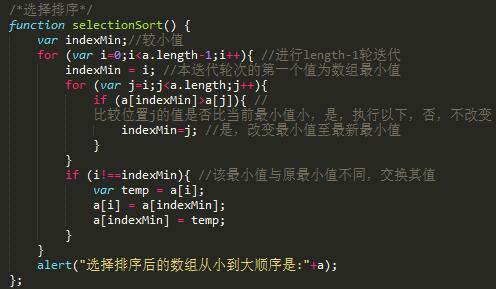 /*选择排序*/
function selectionSort() {
    var indexMin;//较小值
    for (var i=0;i<a.length-1;i++){ //进行length-1轮迭代
        indexMin = i; //本迭代轮次的第一个值为数组最小值
        for (var j=i;j<a.length;j++){
            if (a[indexMin]>a[j]){ //
            比较位置j的值是否比当前最小值小，是，执行以下，否，不改变
                indexMin=j; //是，改变最小值至最新最小值
            }
        }
        if (i!==indexMin){ //该最小值与原最小值不同，交换其值
            var temp = a[i];
            a[i] = a[indexMin];
            a[indexMin] = temp;
        }
    }
    alert("选择排序后的数组从小到大顺序是:"+a);
};